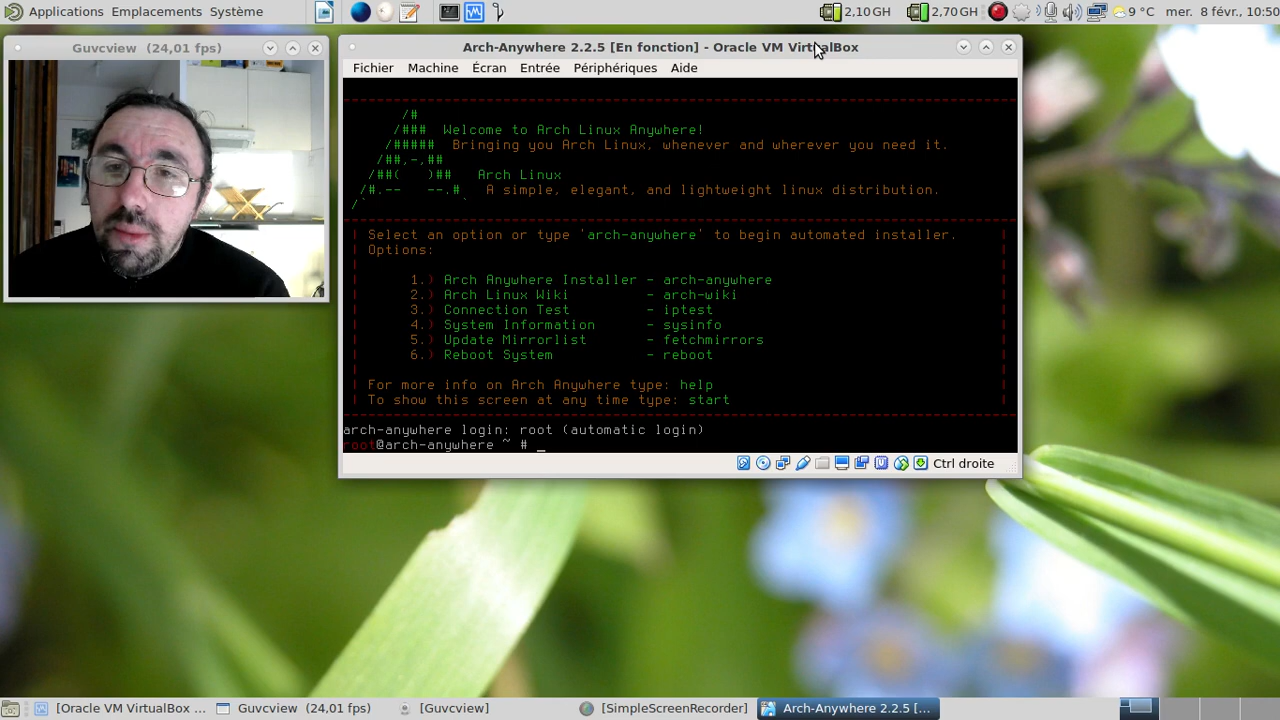 Applications Emplacements Système
2,10 GH
2,70 GH
9 °C
mer. 8 févr., 10:50
Guvcview (24,01 fps)
Arch-Anywhere 2.2.5 [En fonction] - Oracle VM VirtualBox
Fichier Machine Écran Entrée Périphériques Aide
/#
/### Welcome to Arch Linux Anywhere!
/##### Bringing you Arch Linux, whenever and wherever you need it.
/##,-,##
/##( )## Arch Linux
/#.-- --.#. A simple, elegant, and lightweight linux distribution.
/` `
Select an option or type 'arch-anywhere' to begin automated installer.
Options:
1.) Arch Anywhere Installer - arch-anywhere
2.) Arch Linux Wiki - arch-wiki
3.) Connection Test - iptest
4.) System Information - sysinfo
5.) Update Mirrorlist - fetchmirrors
6.) Reboot System - reboot
For more info on Arch Anywhere type: help
To show this screen at any time type: start
arch-anywhere login: root (automatic login)
root@arch-anywhere ~ # _
Ctrl droite
[Oracle VM VirtualBox ...
Guvcview (24,01 fps)
[Guvcview]
[SimpleScreenRecorder]
Arch-Anywhere 2.2.5 [...